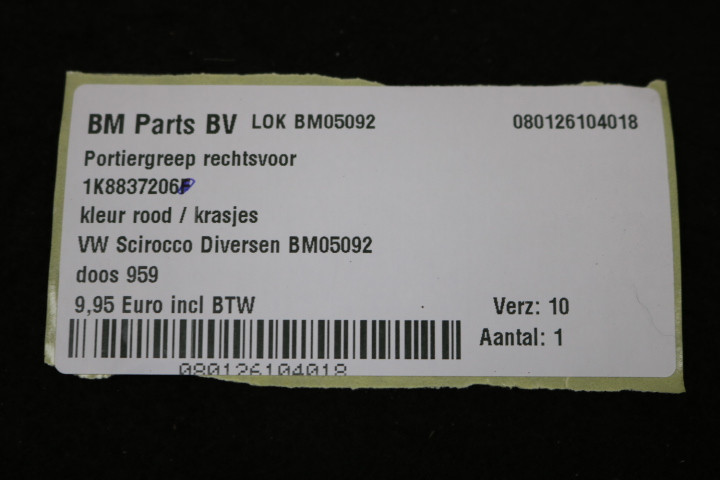 BM Parts BV LOK BM05092 080126104018
Portiergreep rechtsvoor
1K8837206F
kleur rood / krasjes
VW Scirocco Diversen BM05092
doos 959
9,95 Euro incl BTW Verz: 10
Aantal: 1
080126104018